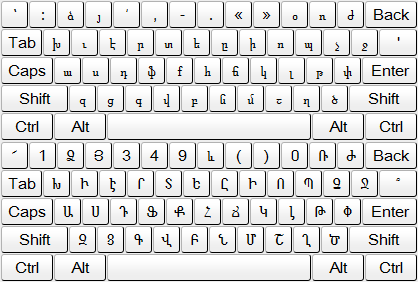 ՝ : ձ յ ՛ , - . « » օ ռ ժ Back
Tab խ ւ է ր տ ե ը ի ո պ չ ջ '
Caps ա ս դ ֆ ք հ ճ կ լ թ փ Enter
Shift զ ց գ վ բ ն մ շ ղ ծ Shift
Ctrl Alt Alt Ctrl
՜ 1 Ձ Յ 3 4 9 և ( ) Օ Ռ Ժ Back
Tab Խ Ւ Է Ր Տ Ե Ը Ի Ո Պ Չ Ջ ՞
Caps Ա Ս Դ Ֆ Ք Հ Ճ Կ Լ Թ Փ Enter
Shift Զ Ց Գ Վ Բ Ն Մ Շ Ղ Ծ Shift
Ctrl Alt Alt Ctrl